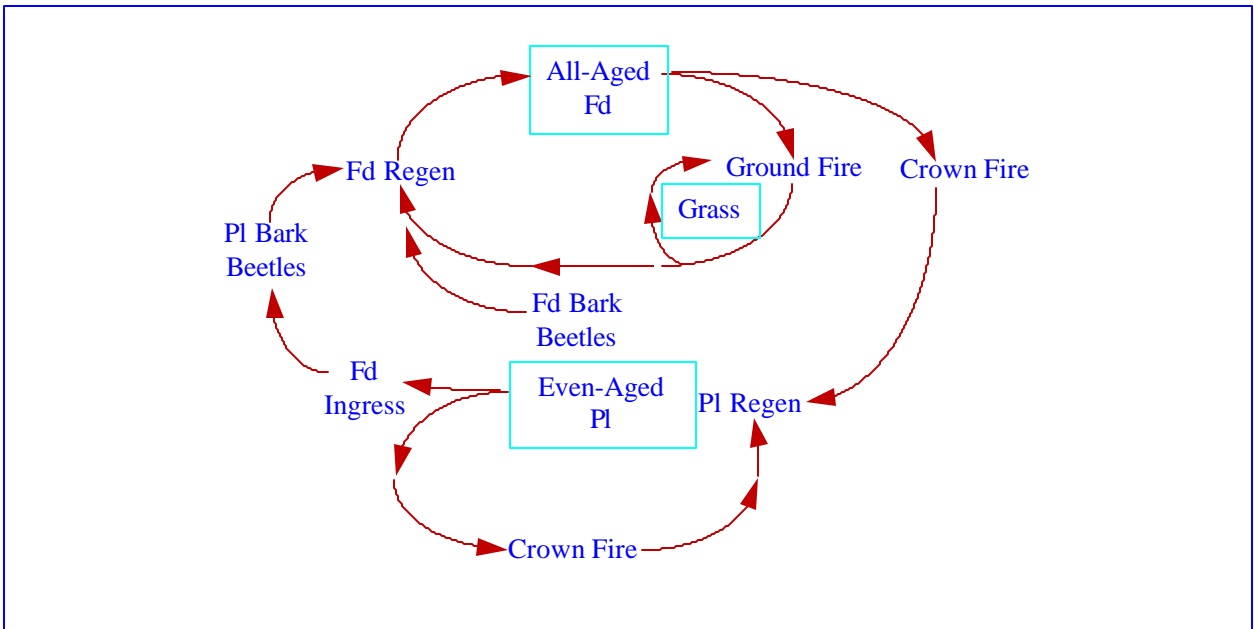 All-Aged
Fd
Fd Regen
Ground Fire
Crown Fire
Grass
Pl Bark
Beetles
Fd Bark
Beetles
Fd
Ingress
Even-Aged
Pl
Pl Regen
Crown Fire